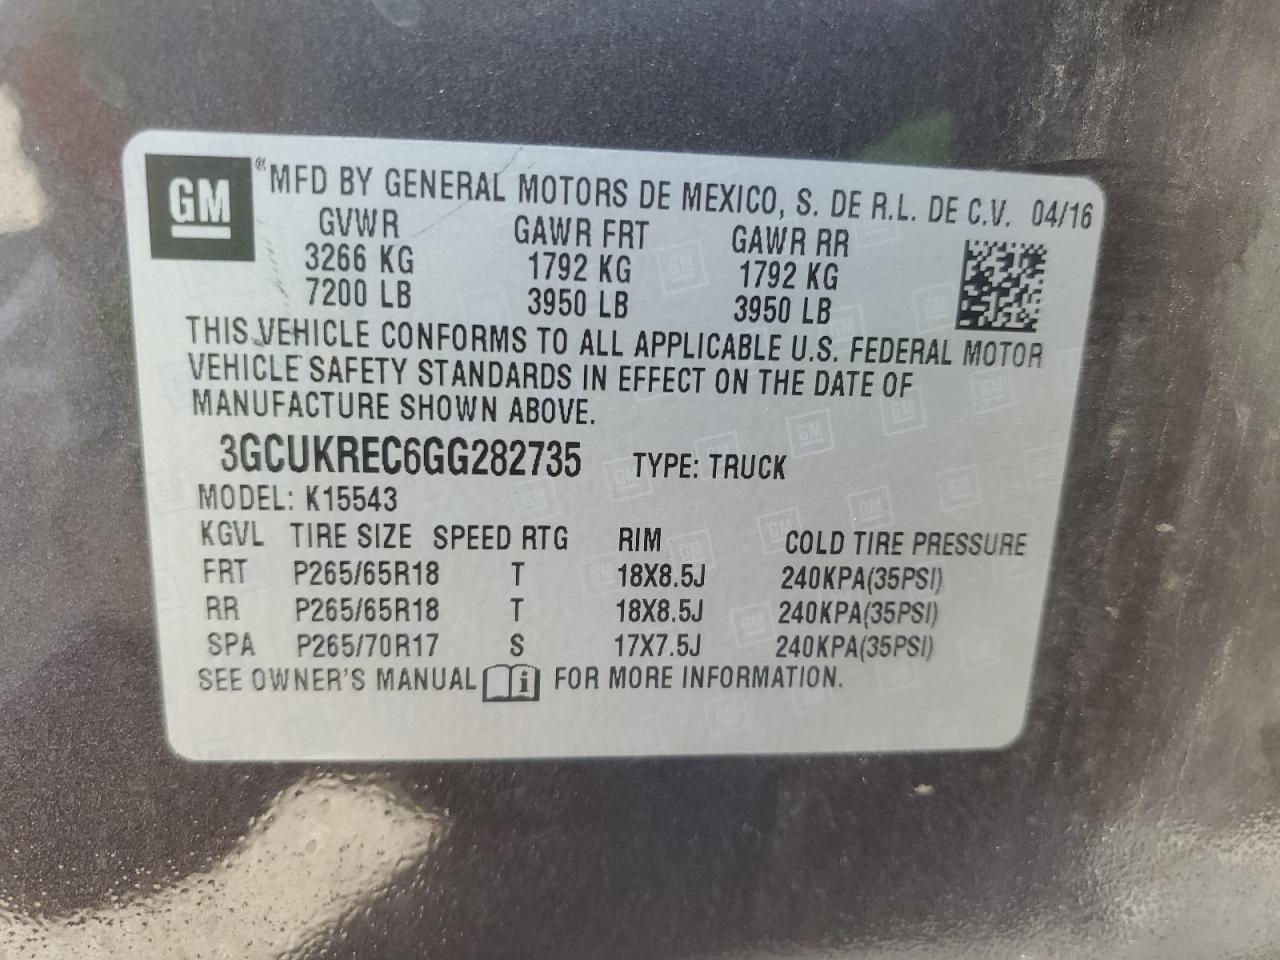 GM ® MFD BY GENERAL MOTORS DE MEXICO, S. DE R.L. DE C.V. 04/16
GVWR GAWR FRT GAWR RR
3266 KG 1792 KG 1792 KG
7200 LB 3950 LB 3950 LB
THIS VEHICLE CONFORMS TO ALL APPLICABLE U.S. FEDERAL MOTOR
VEHICLE SAFETY STANDARDS IN EFFECT ON THE DATE OF
MANUFACTURE SHOWN ABOVE.
3GCUKREC6GG282735 TYPE: TRUCK
MODEL: K15543
KGVL TIRE SIZE SPEED RTG RIM COLD TIRE PRESSURE
FRT P265/65R18 T 18X8.5J 240KPA(35PSI)
RR P265/65R18 T 18X8.5J 240KPA(35PSI)
SPA P265/70R17 S 17X7.5J 240KPA(35PSI)
SEE OWNER'S MANUAL i FOR MORE INFORMATION.